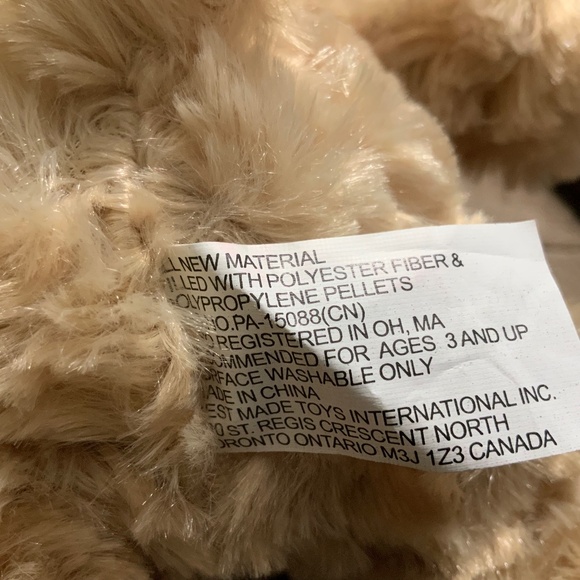 LL NEW MATERIAL
LED WITH POLYESTER FIBER &
OLYPROPYLENE PELLETS
NO.PA-15088(CN)
REGISTERED IN OH, MA
COMMENDED FOR AGES 3 AND UP
RFACE WASHABLE ONLY
ADE IN CHINA
EST MADE TOYS INTERNATIONAL INC.
0 ST. REGIS CRESCENT NORTH
ORONTO ONTARIO M3J 1Z3 CANADA